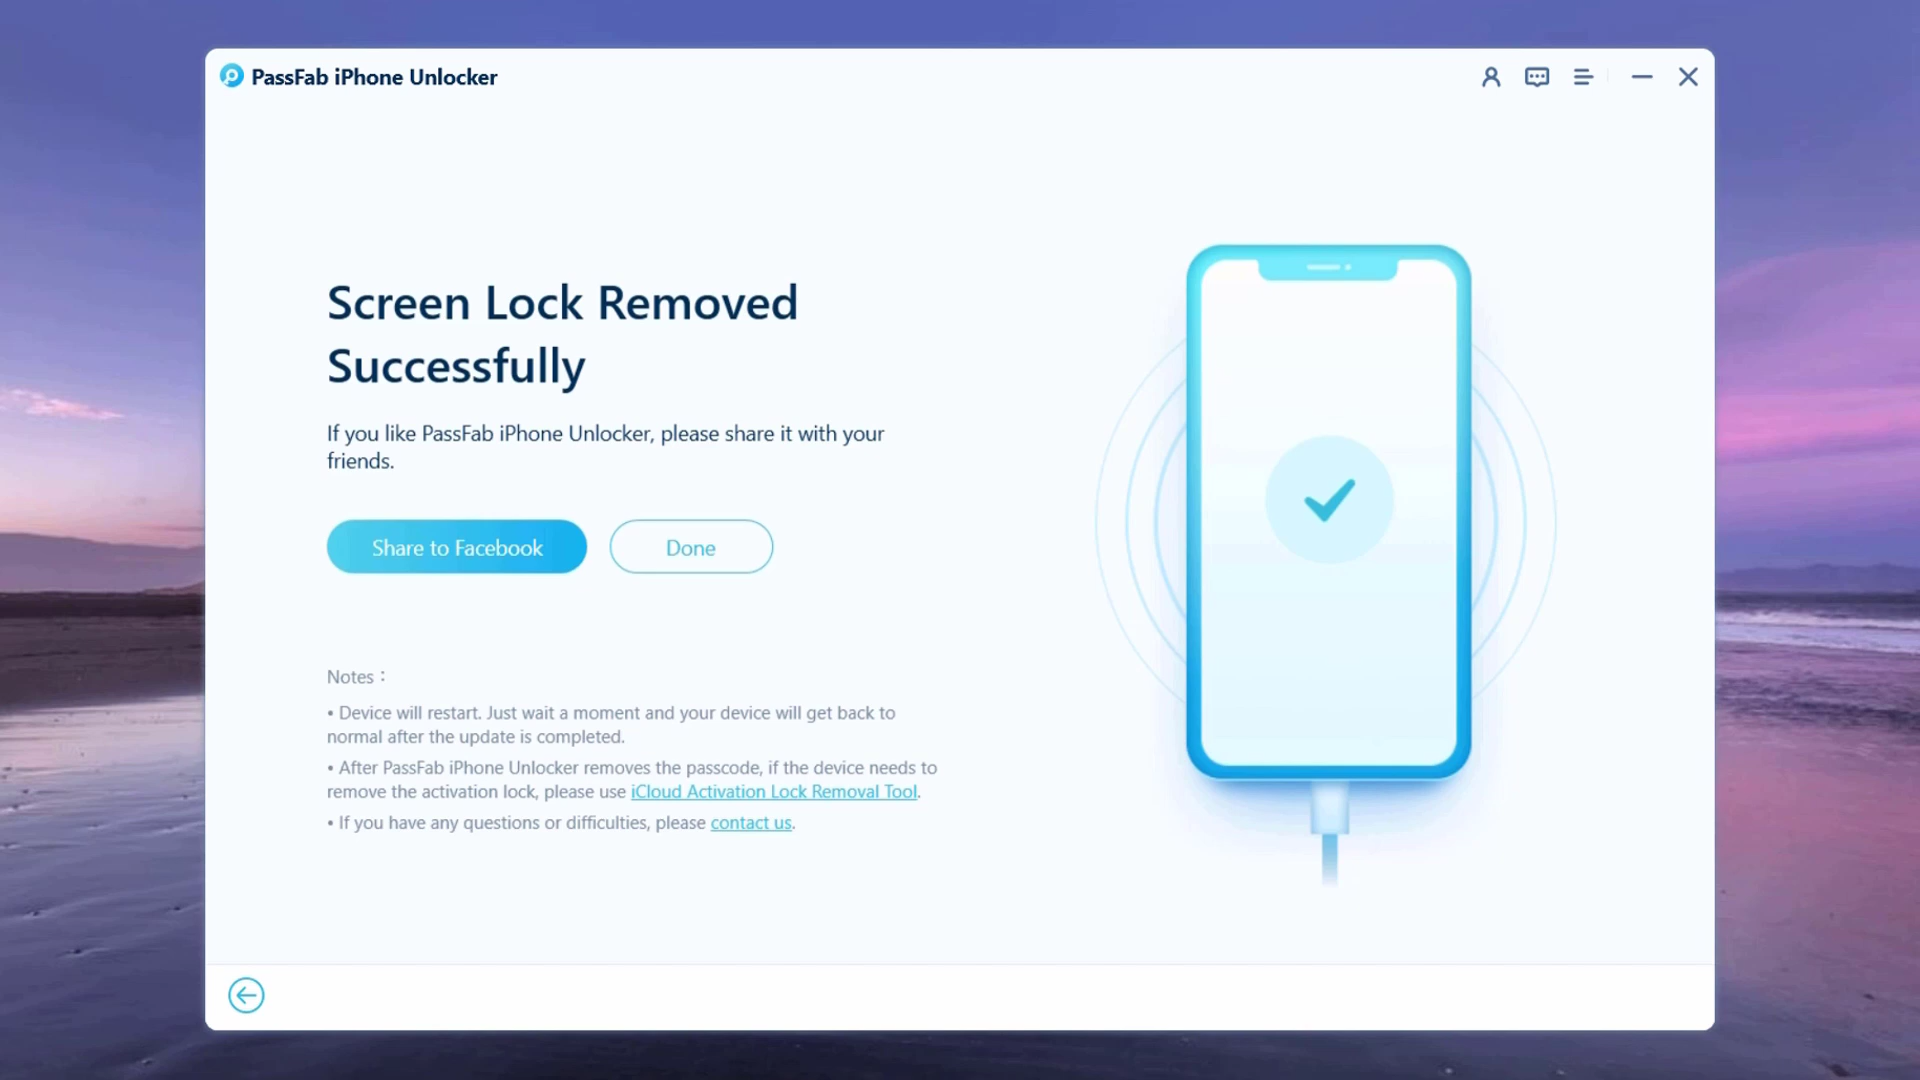 PassFab iPhone Unlocker
Screen Lock Removed
Successfully
If you like PassFab iPhone Unlocker, please share it with your
friends.
Share to Facebook
Done
Notes：
• Device will restart. Just wait a moment and your device will get back to
normal after the update is completed.
• After PassFab iPhone Unlocker removes the passcode, if the device needs to
remove the activation lock, please use iCloud Activation Lock Removal Tool.
• If you have any questions or difficulties, please contact us.